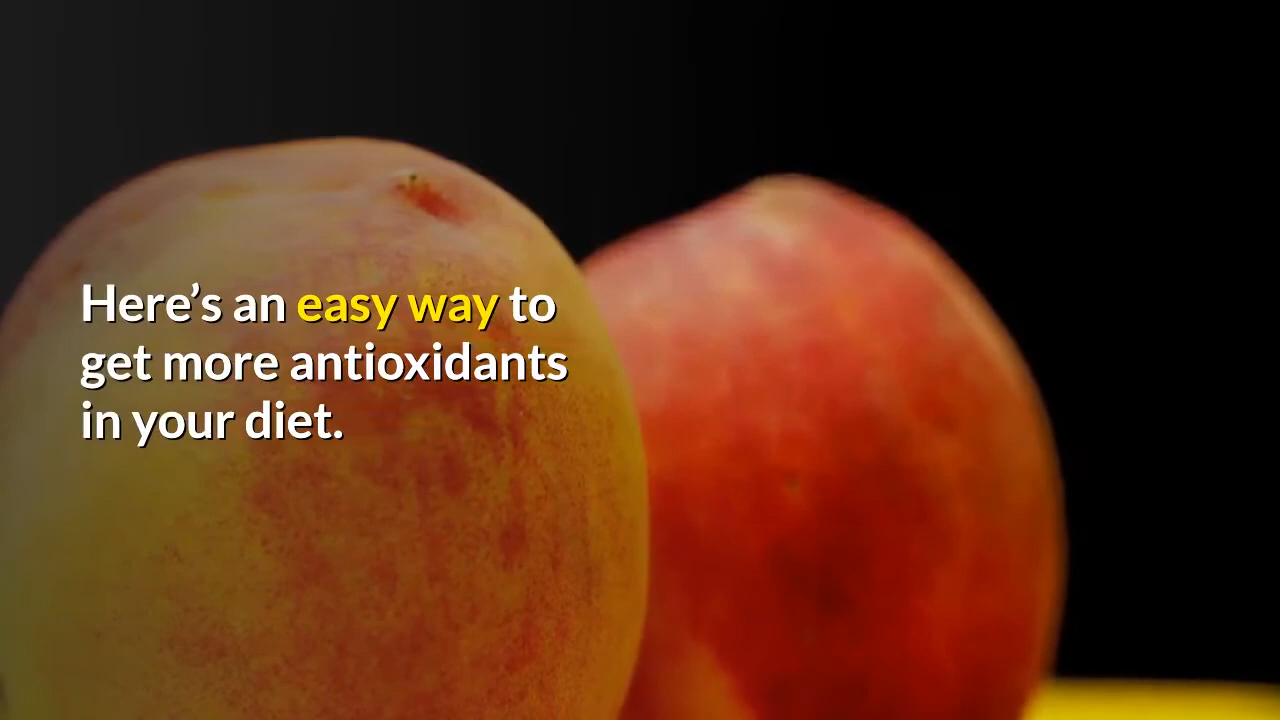 Here’s an easy way to
get more antioxidants
in your diet.